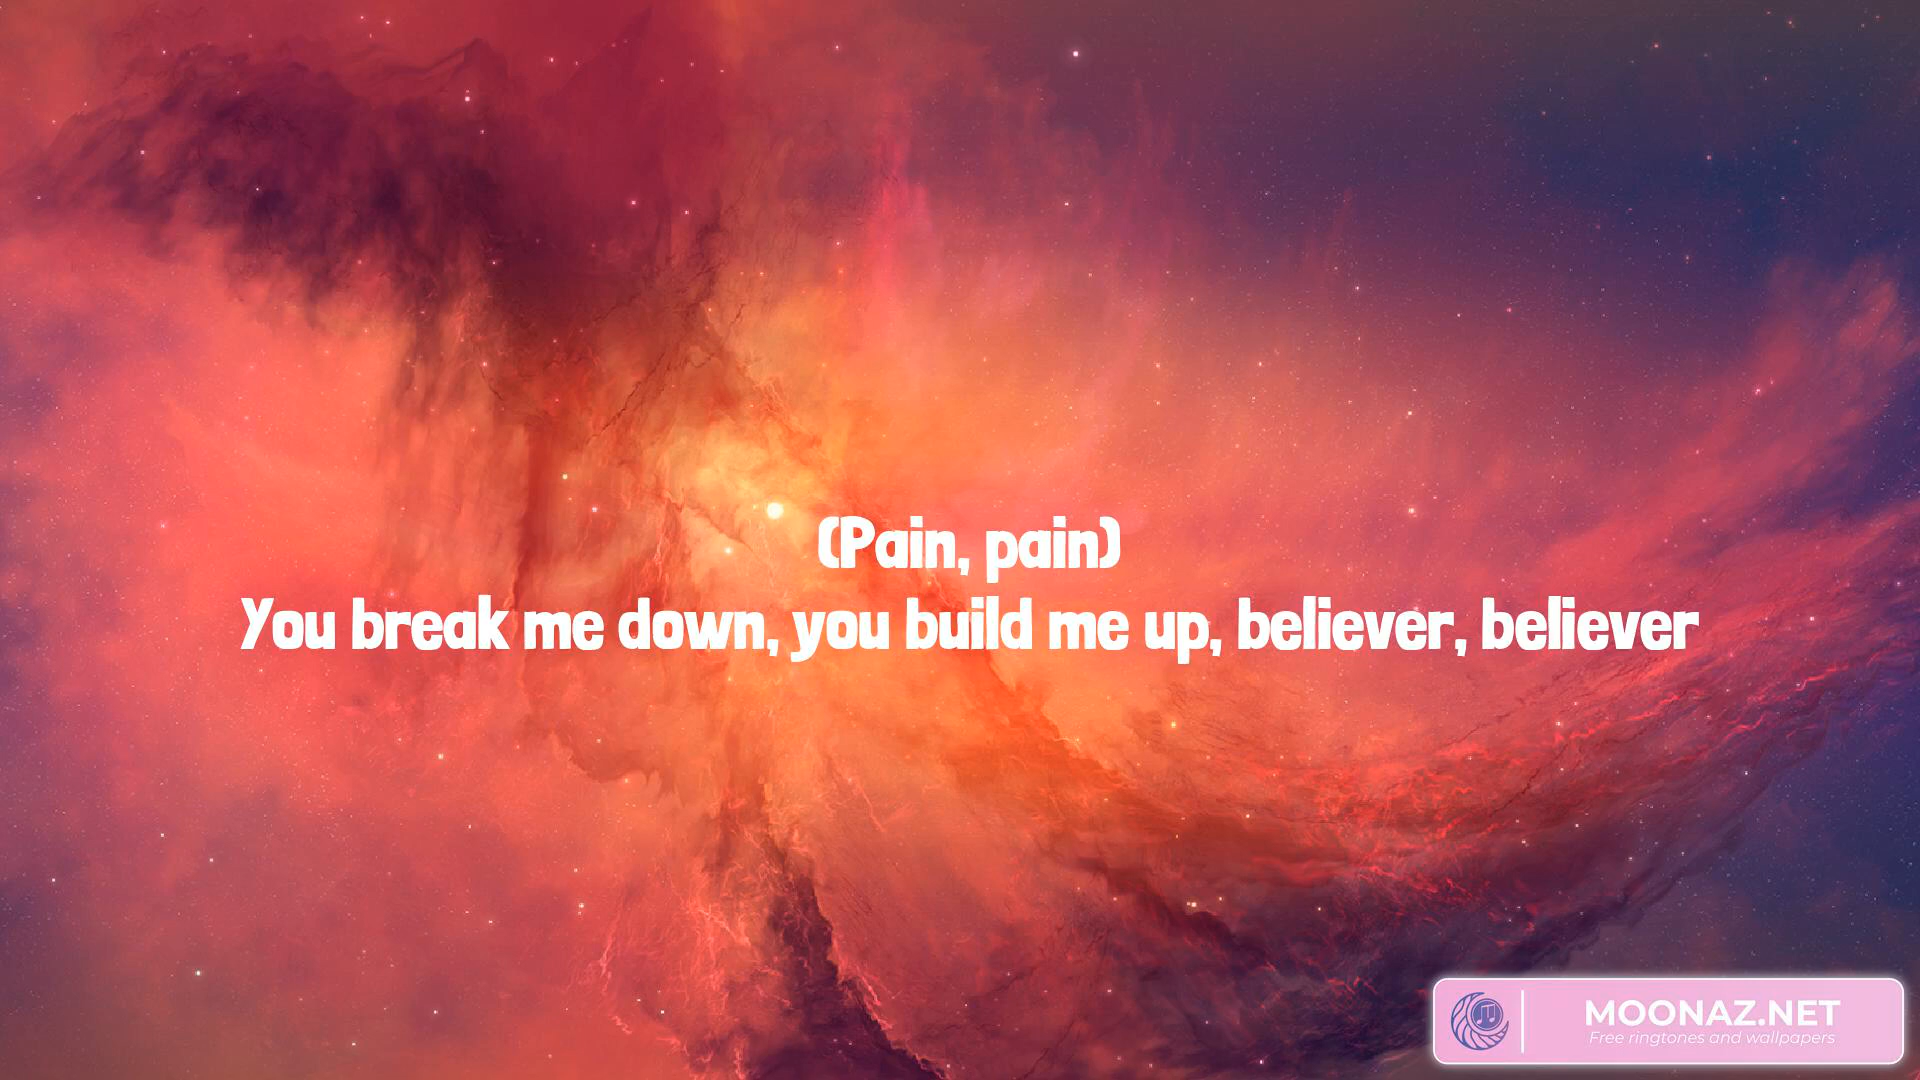 (Pain, pain)
You break me down, you build me up, believer, believer
MOONAZ.NET
Free ringtones and wallpapers